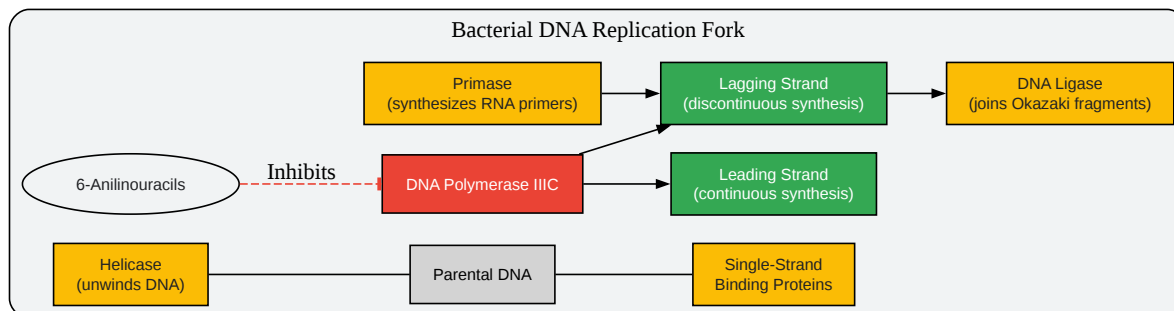 Bacterial DNA Replication Fork
Primase
(synthesizes RNA primers)
Lagging Strand
(discontinuous synthesis)
DNA Ligase
(joins Okazaki fragments)
6-Anilinouracils
Inhibits
DNA Polymerase IIIC
Leading Strand
(continuous synthesis)
Helicase
(unwinds DNA)
Parental DNA
Single-Strand
Binding Proteins